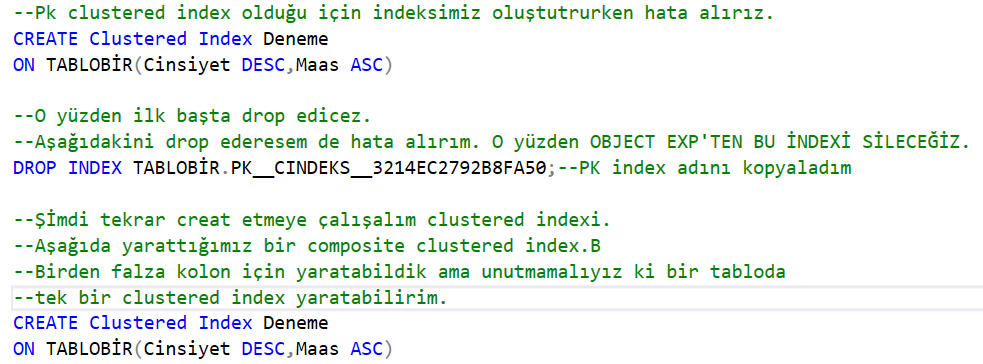 --Pk clustered index olduğu için indeksimiz oluştutrurken hata alırız.
CREATE Clustered Index Deneme
ON TABLOBİR(Cinsiyet DESC,Maas ASC)
--O yüzden ilk başta drop edicez.
--Aşağıdakini drop ederesem de hata alırım. O yüzden OBJECT EXP'TEN BU İNDEXİ SİLECEĞİZ.
DROP INDEX TABLOBİR.PK__CINDEKS__3214EC2792B8FA50;--PK index adını kopyaladım
--Şİmdi tekrar creat etmeye çalışalım clustered indexi.
--Aşağıda yarattığımız bir composite clustered index.B
--Birden falza kolon için yaratabildik ama unutmamalıyız ki bir tabloda
--tek bir clustered index yaratabilirim.
CREATE Clustered Index Deneme
ON TABLOBİR(Cinsiyet DESC,Maas ASC)